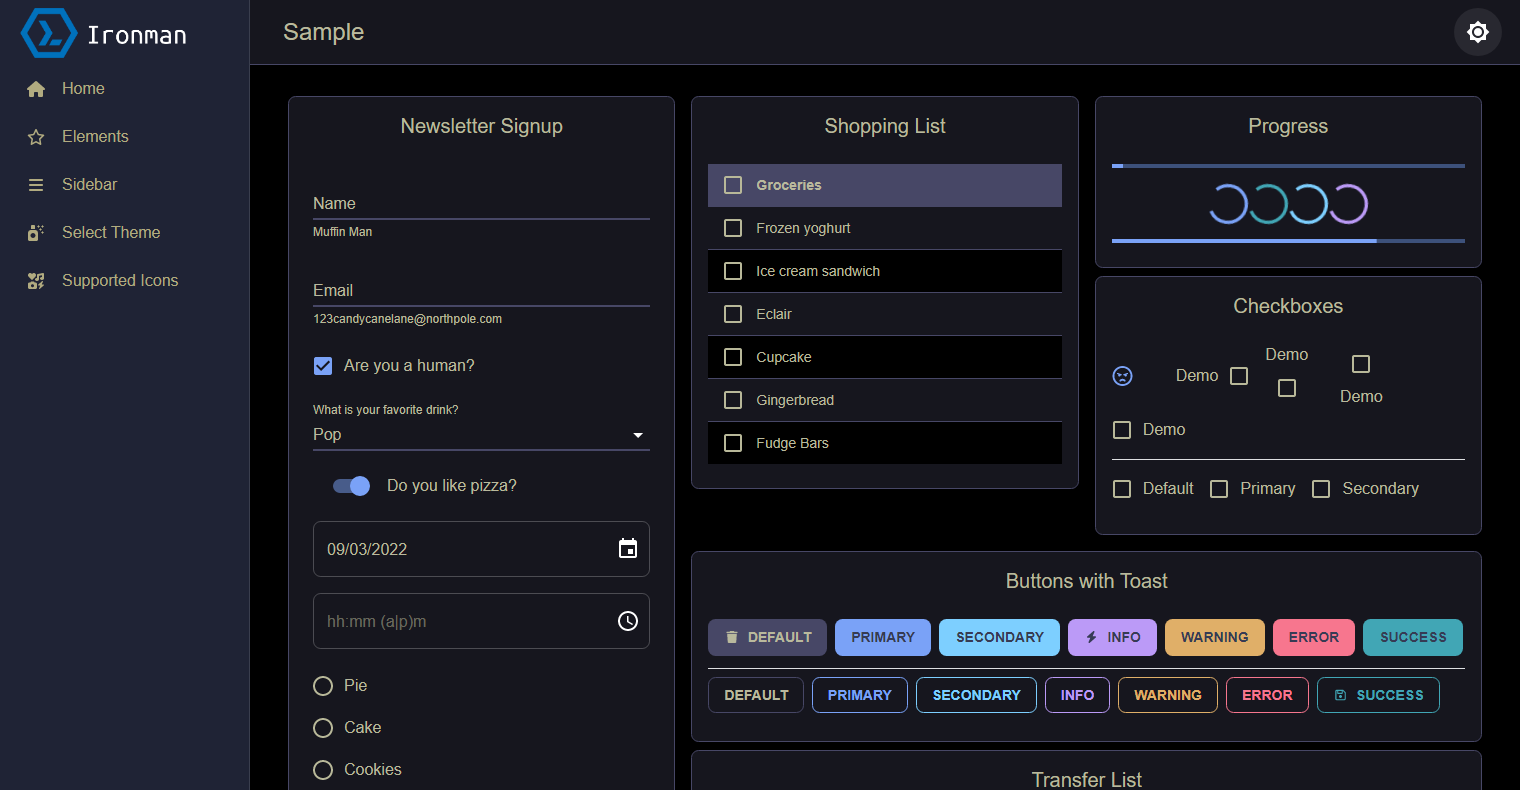 Ironman
Home
Elements
Sidebar
Select Theme
Supported Icons
Sample
Newsletter Signup
Name
Muffin Man
Email
123candycanelane@northpole.com
Are you a human?
What is your favorite drink?
Pop
Do you like pizza?
09/03/2022
hh:mm (a|p)m
Pie
Cake
Cookies
Shopping List
Groceries
Frozen yoghurt
Ice cream sandwich
Eclair
Cupcake
Gingerbread
Fudge Bars
Progress
Checkboxes
Demo
Demo
Demo
Demo
Default Primary Secondary
Buttons with Toast
DEFAULT PRIMARY SECONDARY INFO WARNING ERROR SUCCESS
DEFAULT PRIMARY SECONDARY INFO WARNING ERROR SUCCESS
Transfer List